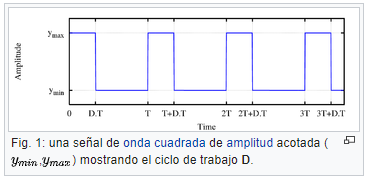 Amplitude
ymax
ymin
0 D.T T T+D.T 2T 2T+D.T 3T 3T+D.T
Time
Fig. 1: una señal de onda cuadrada de amplitud acotada (
ymin,ymax) mostrando el ciclo de trabajo D.